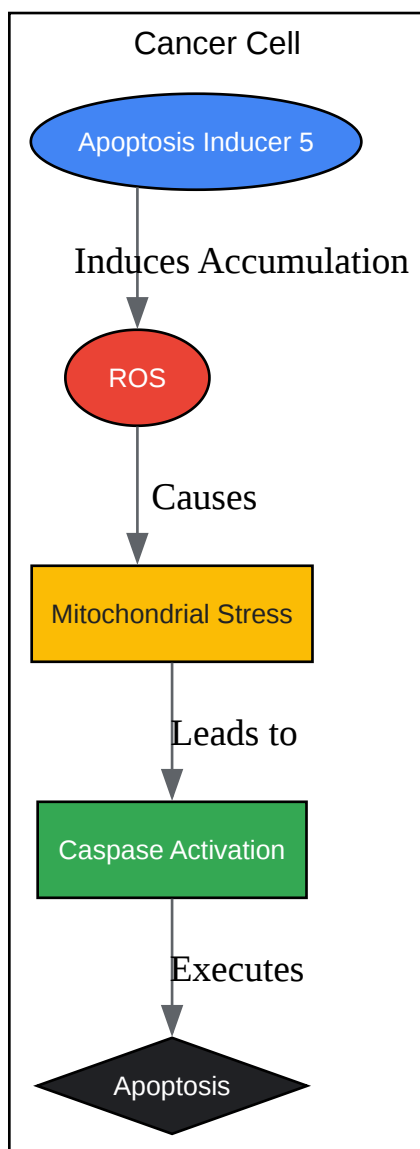 Cancer Cell
Apoptosis Inducer 5
Induces Accumulation
ROS
Causes
Mitochondrial Stress
Leads to
Caspase Activation
Executes
Apoptosis